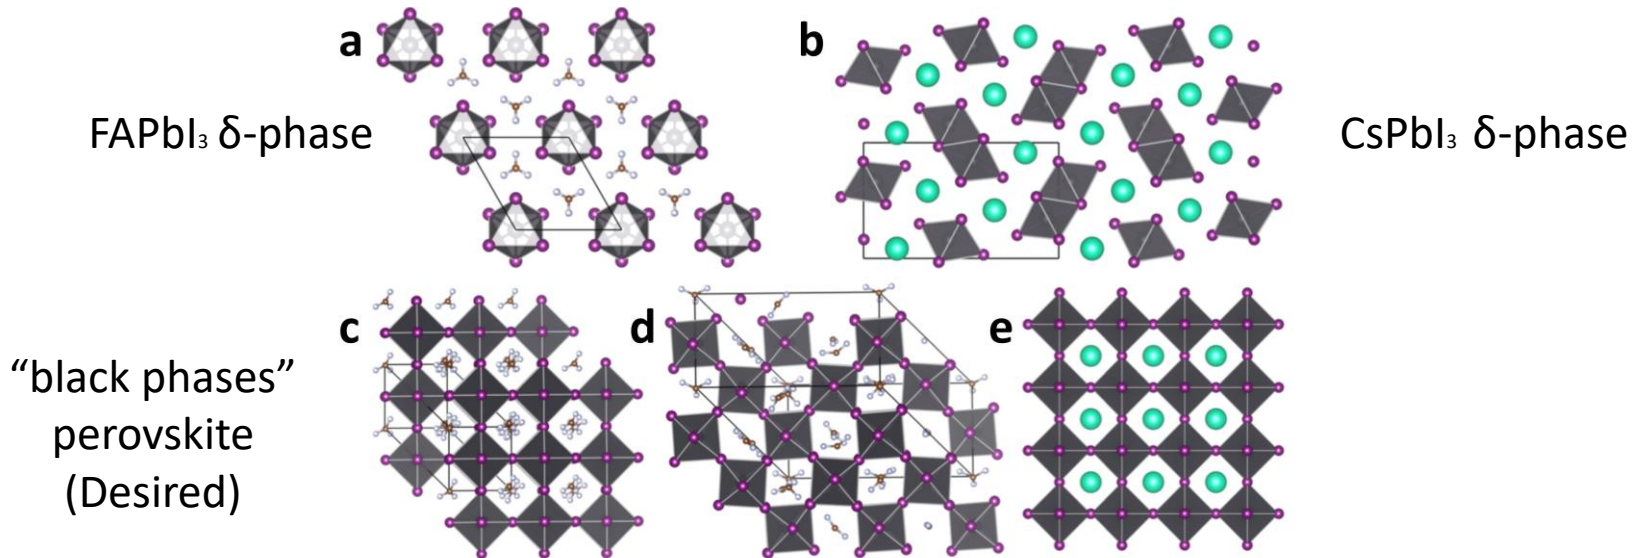 a
b
FAPbI₃ δ-phase
CsPbI₃ δ-phase
c
d
e
“black phases”
perovskite
(Desired)